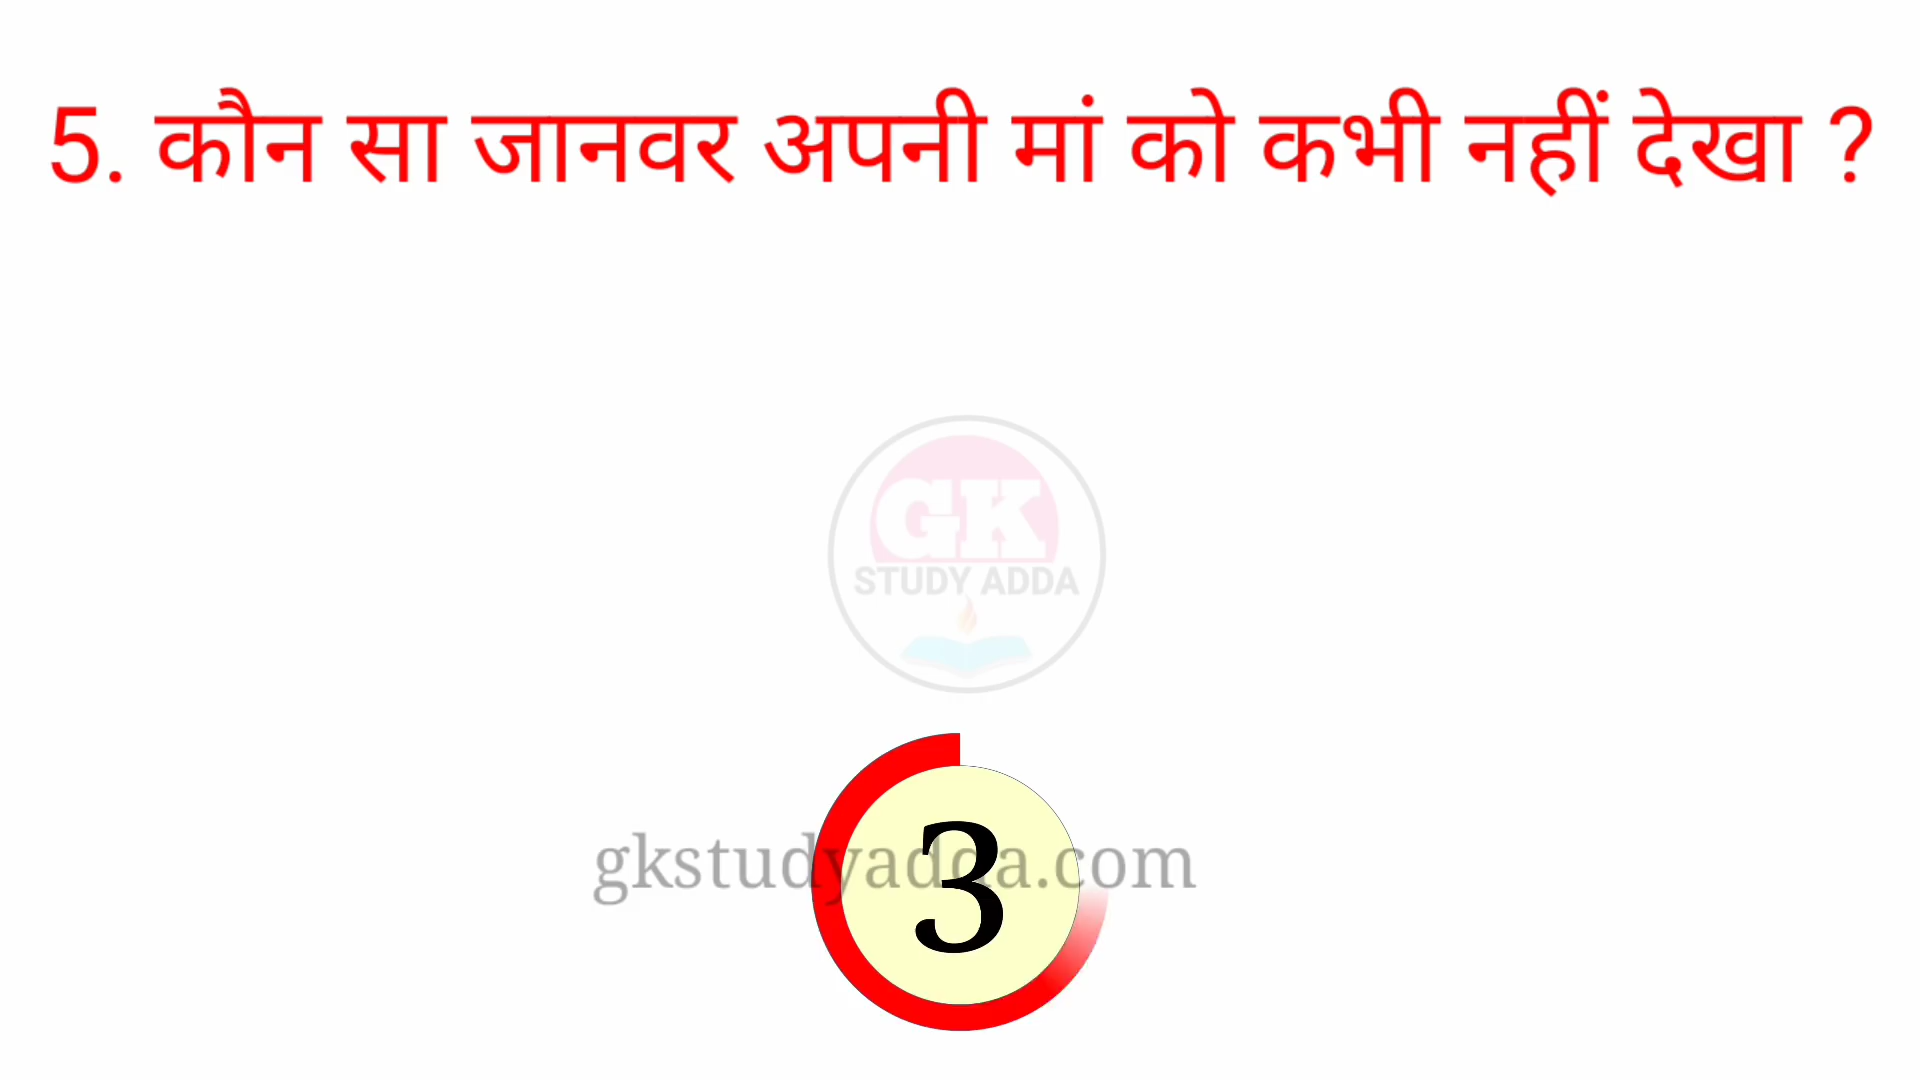 5. कौन सा जानवर अपनी मां को कभी नहीं देखा ?
GK
STUDY ADDA
gkstudyadda.com
3